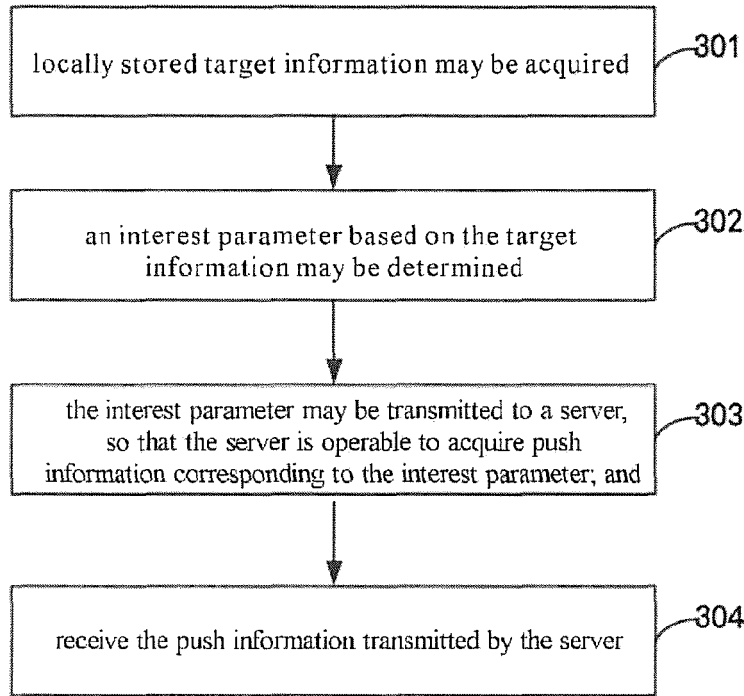 locally stored target information may be acquired
301
an interest parameter based on the target
information may be determined
302
the interest parameter may be transmitted to a server,
so that the server is operable to acquire push
information corresponding to the interest parameter; and
303
receive the push information transmitted by the server
304